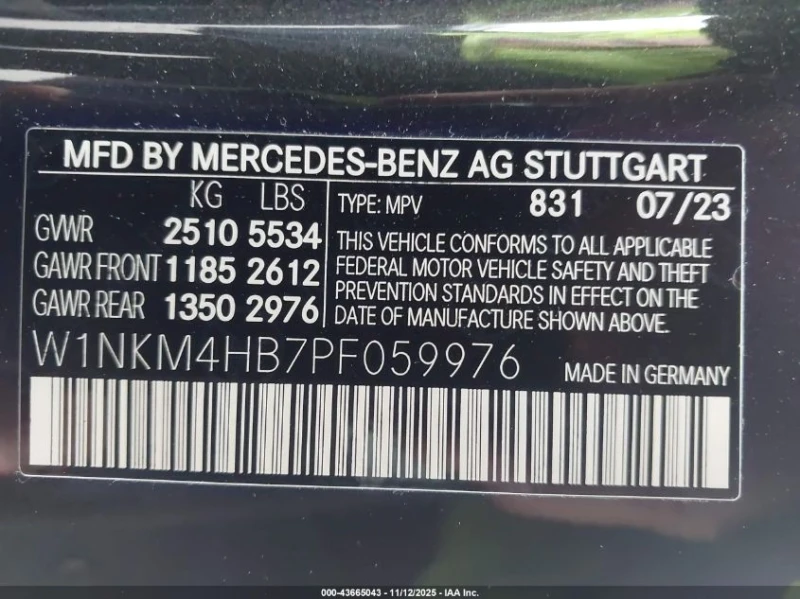 MFD BY MERCEDES-BENZ AG STUTTGART
KG LBS
GVWR 2510 5534
GAWR FRONT 1185 2612
GAWR REAR 1350 2976
TYPE: MPV 831 07/23
THIS VEHICLE CONFORMS TO ALL APPLICABLE
FEDERAL MOTOR VEHICLE SAFETY AND THEFT
PREVENTION STANDARDS IN EFFECT ON THE
DATE OF MANUFACTURE SHOWN ABOVE.
W1NKM4HB7PF059976 MADE IN GERMANY
000-43665043 - 11/12/2025 - IAA Inc.